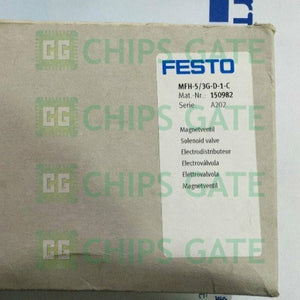 FESTO
MFH-5/3G-D-1-C
Mat.-Nr.: 150982
Serie: A202
Magnetventil
Solenoid valve
Electrodistributeur
Electroválvula
Elettrovalvola
Magnetventil
CHIPS GATE
CHIPS GATE
CHIPS GATE
CHIPS GATE